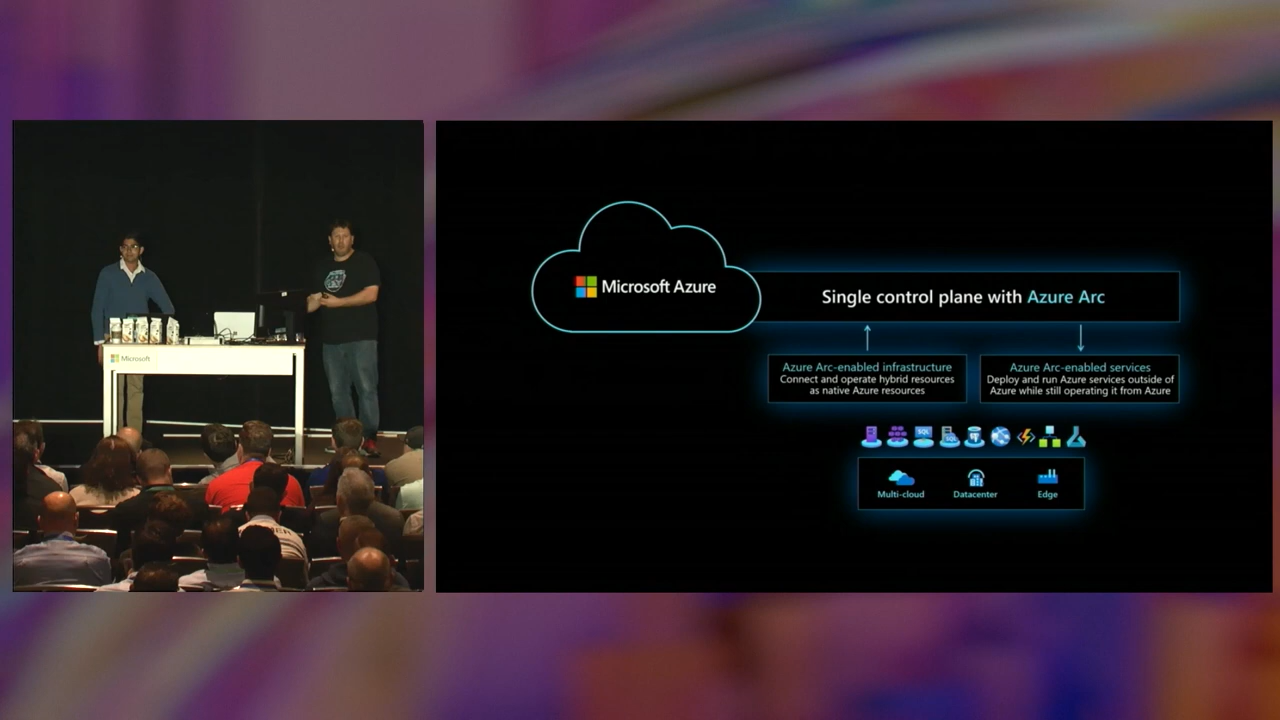 Microsoft
Microsoft Azure
Single control plane with Azure Arc
Azure Arc-enabled infrastructure
Connect and operate hybrid resources
as native Azure resources
Azure Arc-enabled services
Deploy and run Azure services outside of
Azure while still operating it from Azure
SQL
SQL
Multi-cloud
Datacenter
Edge